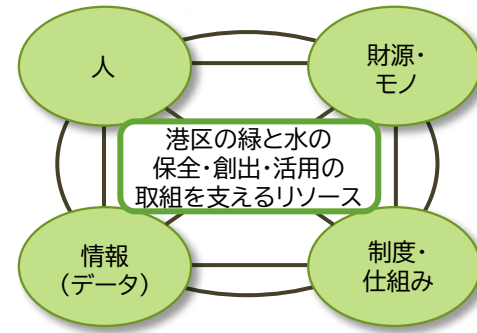 人
財源・
モノ
港区の緑と水の
保全・創出・活用の
取組を支えるリソース
情報
(データ)
制度・
仕組み